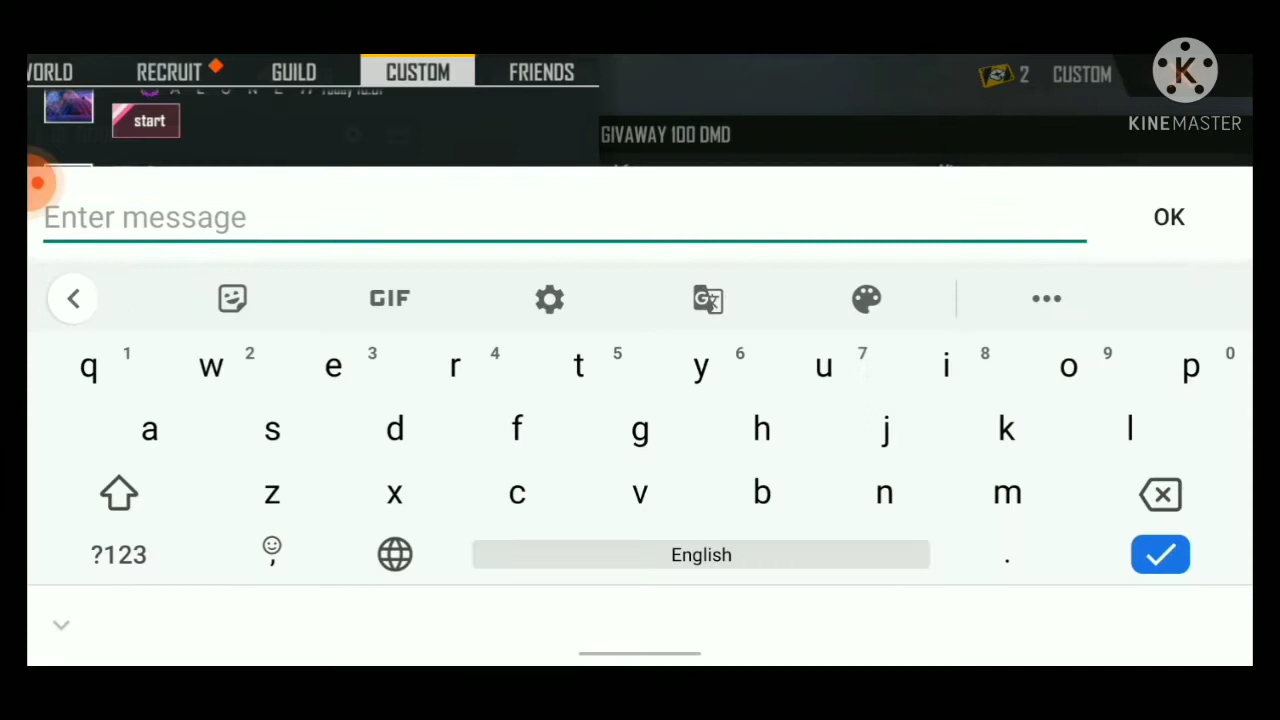 RECRUIT GUILD CUSTOM FRIENDS
2 CUSTOM
K
KINEMASTER
A L O N E
start
GIVAWAY 100 DMD
Enter message
OK
GIF
q 1 w 2 e 3 r 4 t 5 y 6 u 7 i 8 o 9 p 0
a s d f g h j k l
z x c v b n m
?123 , English .